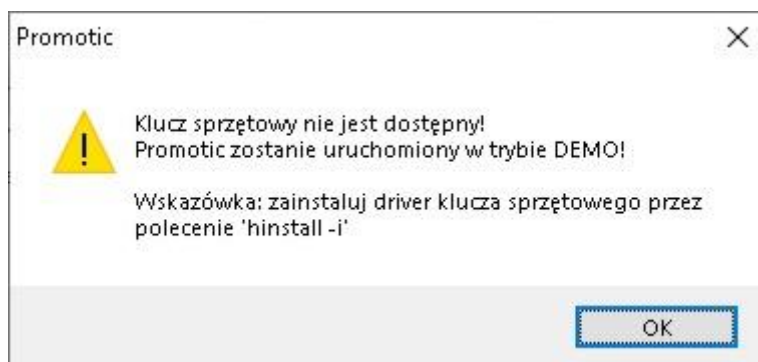 Promotic
Klucz sprzętowy nie jest dostępny!
Promotic zostanie uruchomiony w trybie DEMO!
Wskazówka: zainstaluj driver klucza sprzętowego przez
polecenie 'hinstall -i'
OK